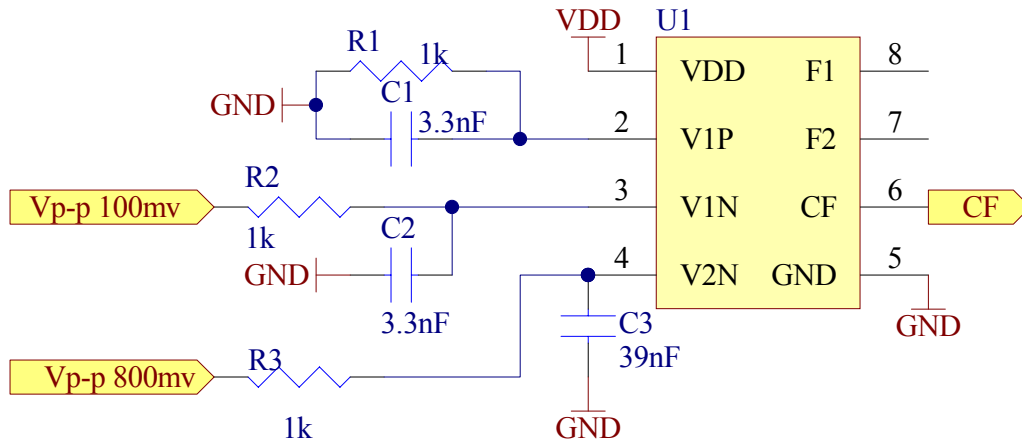 VDD U1
R1 1k 1 VDD F1 8
GND C1
3.3nF 2 V1P F2 7
R2 3 V1N CF 6 CF
Vp-p 100mv
1k C2
GND 4 V2N GND 5
3.3nF C3 GND
39nF
R3
Vp-p 800mv
1k GND